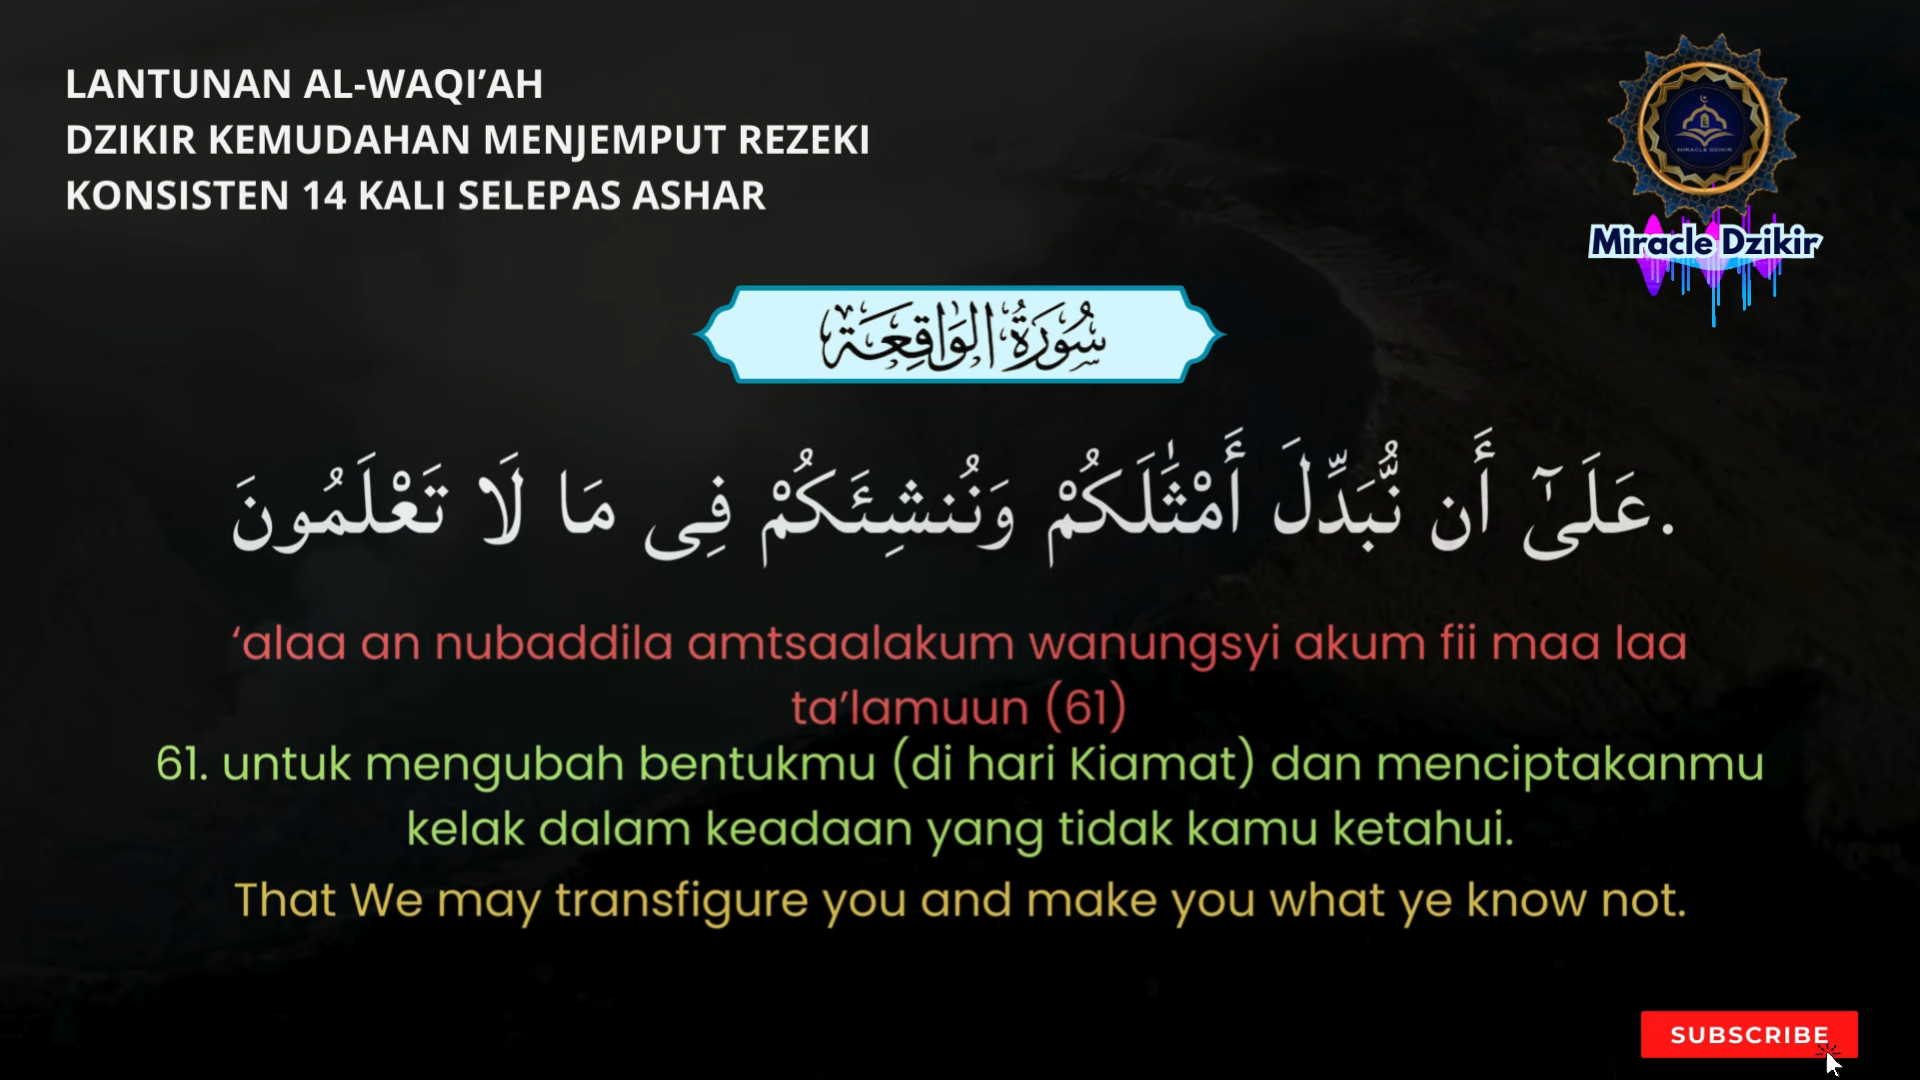 LANTUNAN AL-WAQI’AH
DZIKIR KEMUDAHAN MENJEMPUT REZEKI
KONSISTEN 14 KALI SELEPAS ASHAR
MIRACLE DZIKIR
Miracle Dzikir
سُورَةُ الوَاقِعَة
عَلَىٰٓ أَن نُّبَدِّلَ أَمْثَٰلَكُمْ وَنُنشِئَكُمْ فِى مَا لَا تَعْلَمُونَ.
‘alaa an nubaddila amtsaalakum wanungsyi akum fii maa laa
ta’lamuun (61)
61. untuk mengubah bentukmu (di hari Kiamat) dan menciptakanmu
kelak dalam keadaan yang tidak kamu ketahui.
That We may transfigure you and make you what ye know not.
SUBSCRIBE